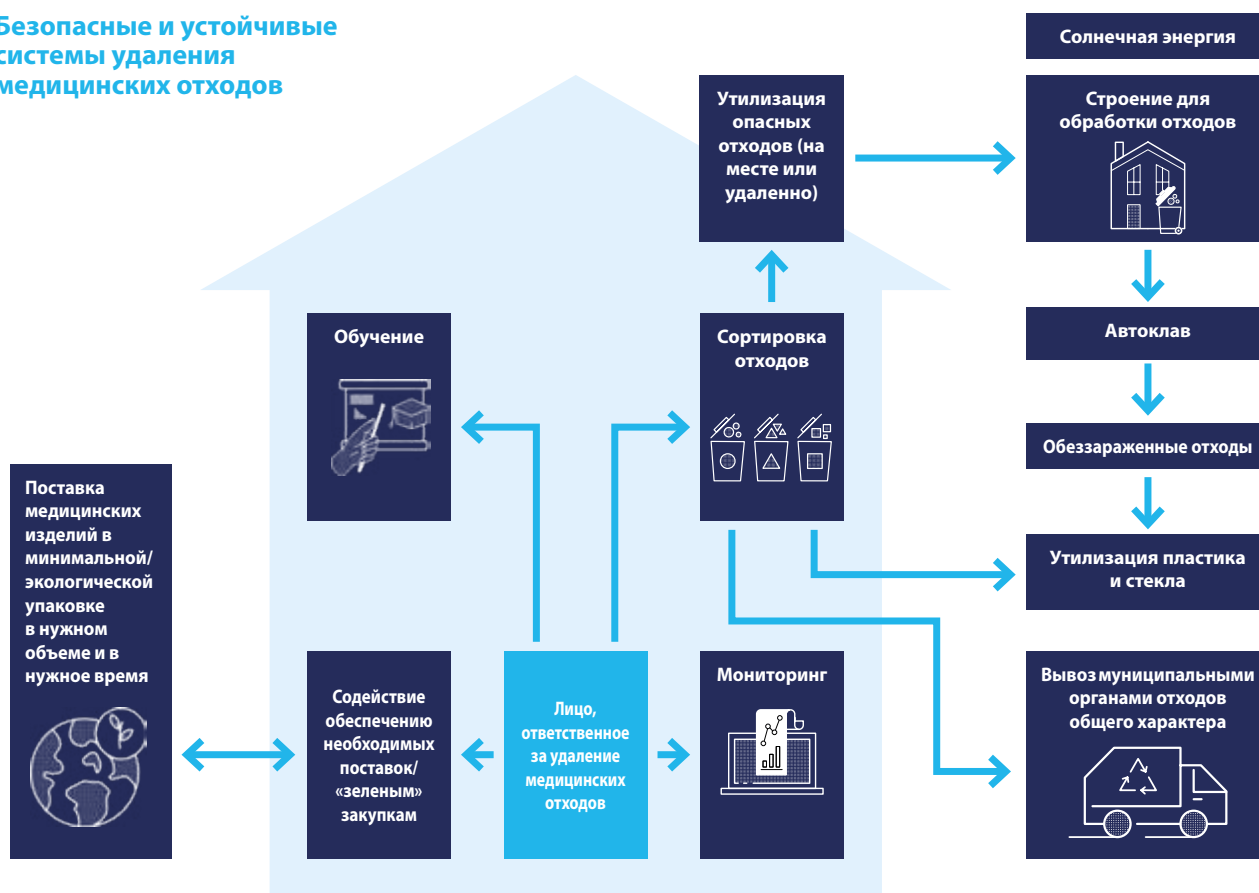 Безопасные и устойчивые
системы удаления
медицинских отходов
Солнечная энергия
Утилизация
опасных
отходов (на
месте или
удаленно)
Строение для
обработки отходов
Обучение
Сортировка
отходов
Автоклав
Обеззараженные отходы
Поставка
медицинских
изделий в
минимальной/
экологической
упаковке
в нужном
объеме и в
нужное время
Утилизация пластика
и стекла
Содействие
обеспечению
необходимых
поставок/
«зеленым»
закупкам
Лицо,
ответственное
за удаление
медицинских
отходов
Мониторинг
Вывоз муниципальными
органами отходов
общего характера